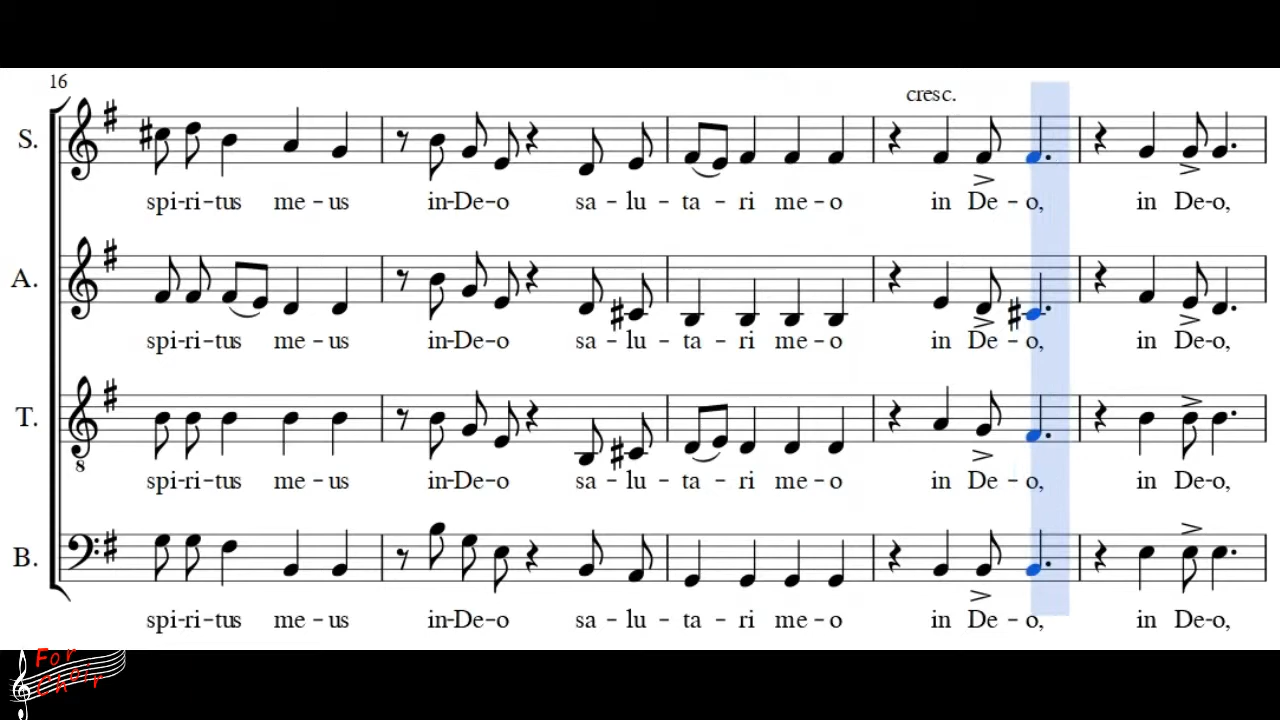 16
cresc.
S.
spi-ri-tus me-us in-De-o sa-lu-ta-ri me-o in De-o, in De-o,
A.
spi-ri-tus me-us in-De-o sa-lu-ta-ri me-o in De-o, in De-o,
T.
8
spi-ri-tus me-us in-De-o sa-lu-ta-ri me-o in De-o, in De-o,
B.
spi-ri-tus me-us in-De-o sa-lu-ta-ri me-o in De-o, in De-o,
For
Choir